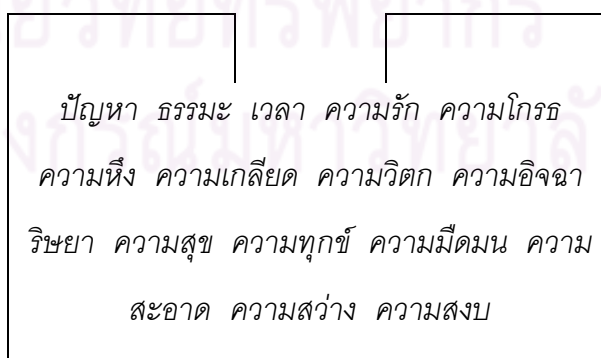 ปัญหา ธรรมะ เวลา ความรัก ความโกรธ
ความหึง ความเกลียด ความวิตก ความอิจฉา
ริษยา ความสุข ความทุกข์ ความมืดมน ความ
สะอาด ความสว่าง ความสงบ